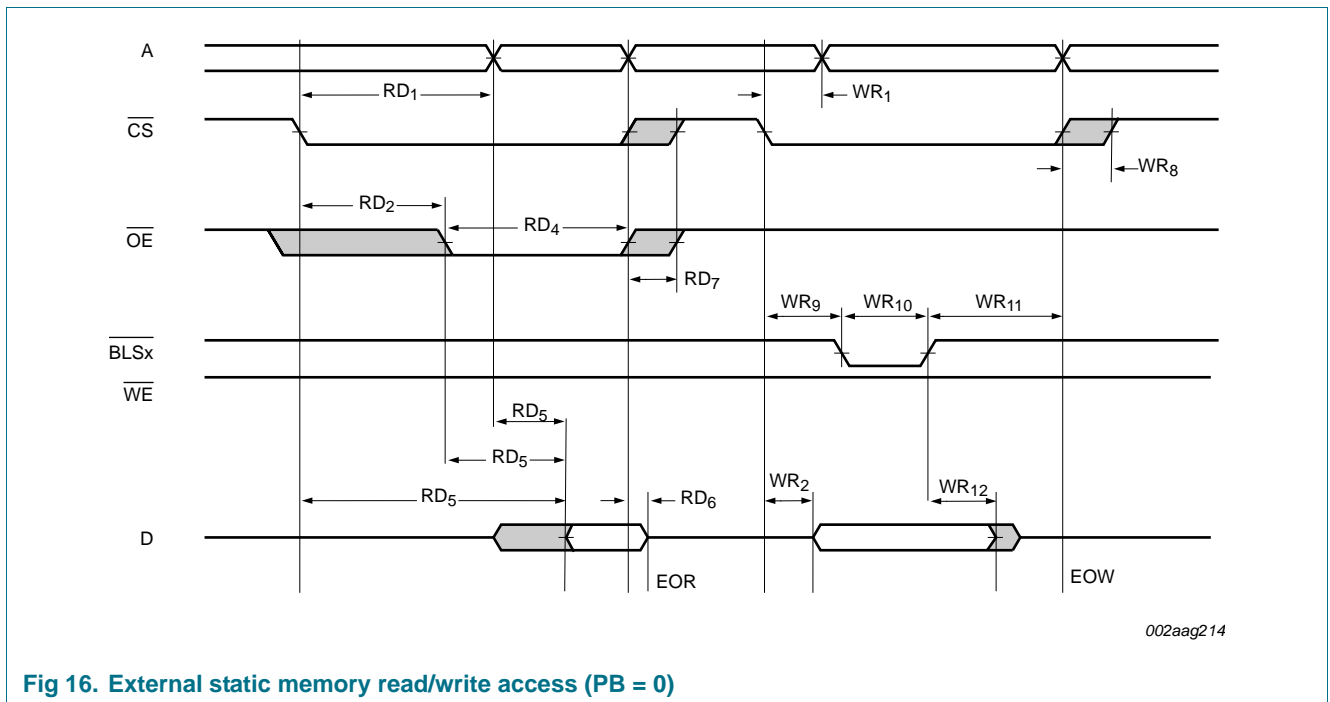 A
RD1
WR1
CS
WR8
RD2
RD4
OE
RD7
WR9
WR10
WR11
BLSx
WE
RD5
RD5
RD5
RD6
WR2
WR12
D
EOR
EOW
002aag214
Fig 16. External static memory read/write access (PB = 0)